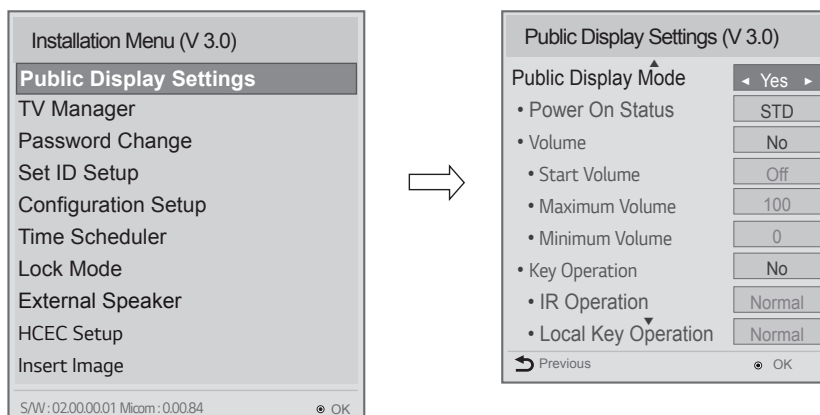 Installation Menu (V 3.0)
Public Display Settings
TV Manager
Password Change
Set ID Setup
Configuration Setup
Time Scheduler
Lock Mode
External Speaker
HCEC Setup
Insert Image
S/W : 02.00.00.01 Micom : 0.00.84 ◉ OK
Public Display Settings (V 3.0)
Public Display Mode ◂ Yes ▸
• Power On Status STD
• Volume No
• Start Volume Off
• Maximum Volume 100
• Minimum Volume 0
• Key Operation No
• IR Operation Normal
• Local Key Operation Normal
Previous ◉ OK